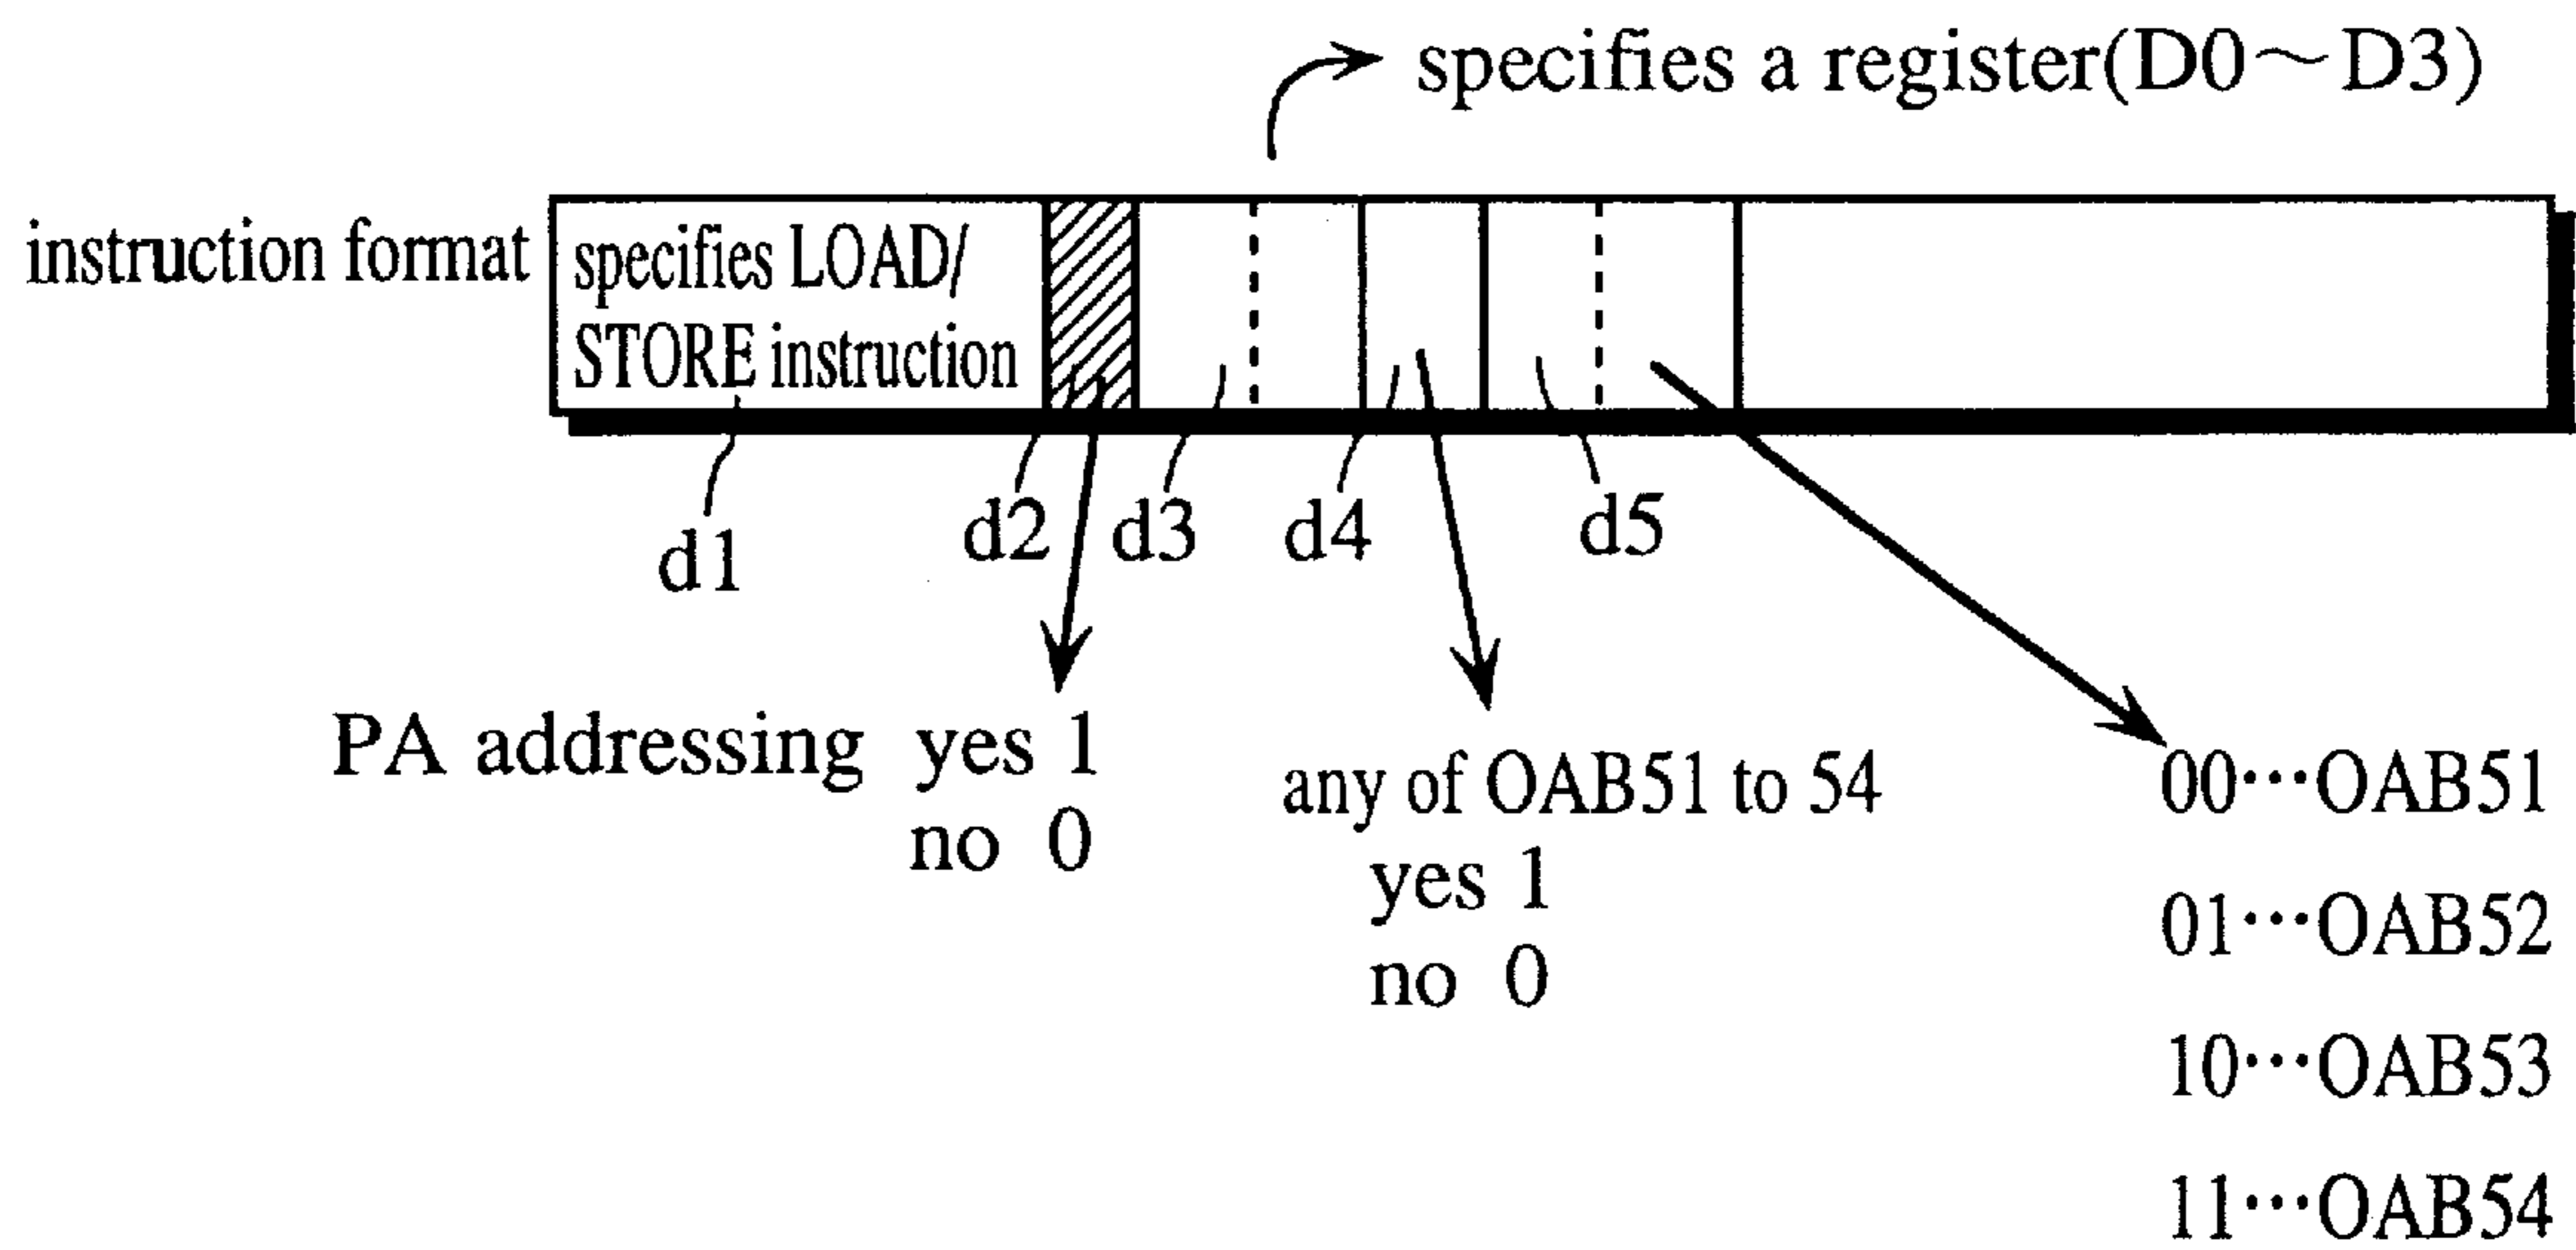 specifies a register(D0～D3)
instruction format
specifies LOAD/
STORE instruction
d1
d2
d3
d4
d5
PA addressing yes 1
no 0
any of OAB51 to 54
yes 1
no 0
00···OAB51
01···OAB52
10···OAB53
11···OAB54